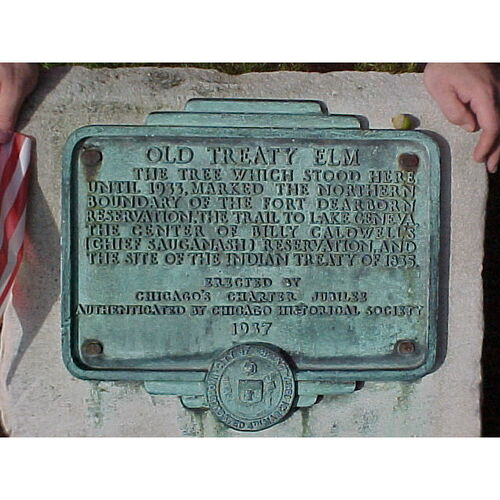 OLD TREATY ELM
THE TREE WHICH STOOD HERE
UNTIL 1933, MARKED THE NORTHERN
BOUNDARY OF THE FORT DEARBORN
RESERVATION, THE TRAIL TO LAKE GENEVA,
THE CENTER OF BILLY CALDWELL'S
(CHIEF SAUGANASH) RESERVATION, AND
THE SITE OF THE INDIAN TREATY OF 1835.
ERECTED BY
CHICAGO'S CHARTER JUBILEE
AUTHENTICATED BY CHICAGO HISTORICAL SOCIETY
1937